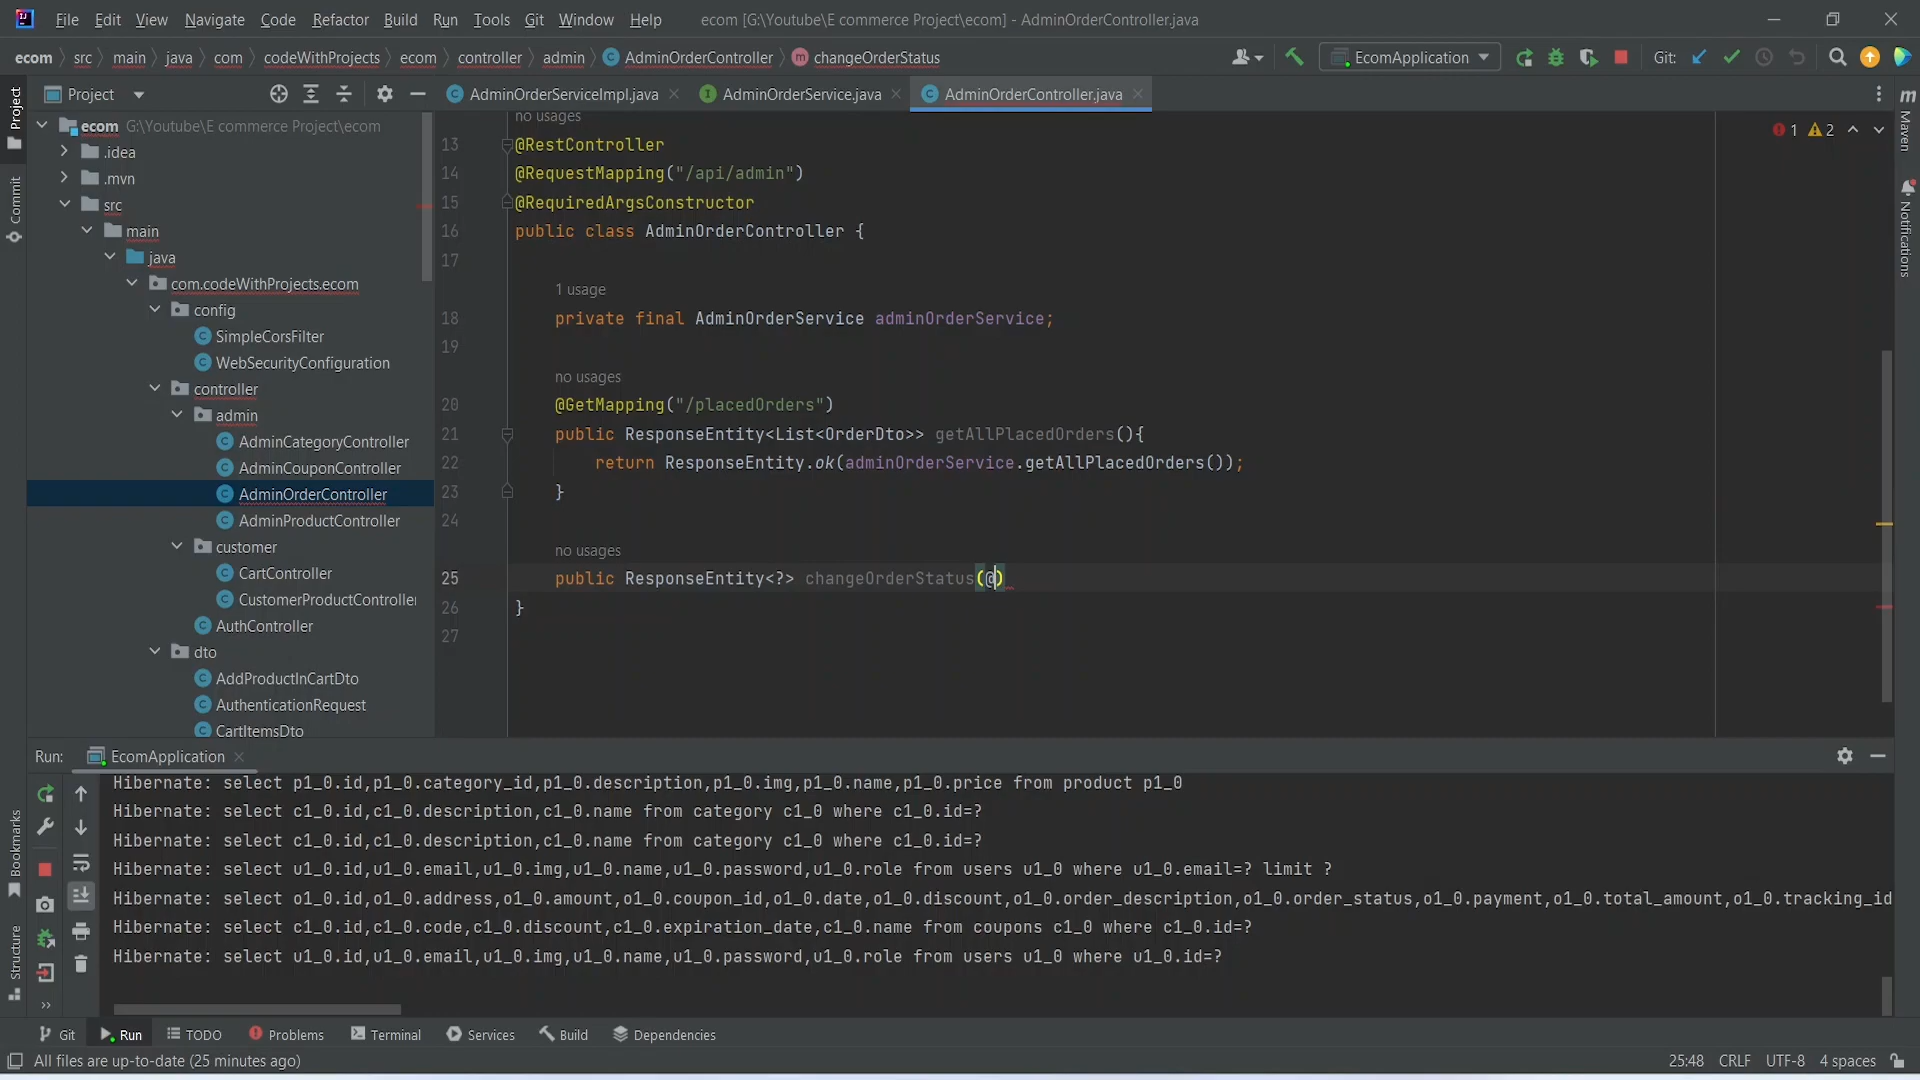 File Edit View Navigate Code Refactor Build Run Tools Git Window Help ecom [G:\Youtube\E commerce Project\ecom] - AdminOrderController.java
ecom src main java com codeWithProjects ecom controller admin AdminOrderController changeOrderStatus EcomApplication Git:
Project AdminOrderServiceImpl.java AdminOrderService.java AdminOrderController.java
ecom G:\Youtube\E commerce Project\ecom
.idea
.mvn
src
main
java
com.codeWithProjects.ecom
config
SimpleCorsFilter
WebSecurityConfiguration
controller
admin
AdminCategoryController
AdminCouponController
AdminOrderController
AdminProductController
customer
CartController
CustomerProductController
AuthController
dto
AddProductInCartDto
AuthenticationRequest
CartItemsDto
no usages
13 @RestController
14 @RequestMapping("/api/admin")
15 @RequiredArgsConstructor
16 public class AdminOrderController {
17
1 usage
18 private final AdminOrderService adminOrderService;
19
no usages
20 @GetMapping("/placedOrders")
21 public ResponseEntity<List<OrderDto>> getAllPlacedOrders(){
22 return ResponseEntity.ok(adminOrderService.getAllPlacedOrders());
23 }
24
no usages
25 public ResponseEntity<?> changeOrderStatus(@)
26 }
27
1 2
Project
Commit
Bookmarks
Structure
m
Maven
Notifications
Run: EcomApplication
Hibernate: select p1_0.id,p1_0.category_id,p1_0.description,p1_0.img,p1_0.name,p1_0.price from product p1_0
Hibernate: select c1_0.id,c1_0.description,c1_0.name from category c1_0 where c1_0.id=?
Hibernate: select c1_0.id,c1_0.description,c1_0.name from category c1_0 where c1_0.id=?
Hibernate: select u1_0.id,u1_0.email,u1_0.img,u1_0.name,u1_0.password,u1_0.role from users u1_0 where u1_0.email=? limit ?
Hibernate: select o1_0.id,o1_0.address,o1_0.amount,o1_0.coupon_id,o1_0.date,o1_0.discount,o1_0.order_description,o1_0.order_status,o1_0.payment,o1_0.total_amount,o1_0.tracking_id
Hibernate: select c1_0.id,c1_0.code,c1_0.discount,c1_0.expiration_date,c1_0.name from coupons c1_0 where c1_0.id=?
Hibernate: select u1_0.id,u1_0.email,u1_0.img,u1_0.name,u1_0.password,u1_0.role from users u1_0 where u1_0.id=?
Git Run TODO Problems Terminal Services Build Dependencies
All files are up-to-date (25 minutes ago) 25:48 CRLF UTF-8 4 spaces